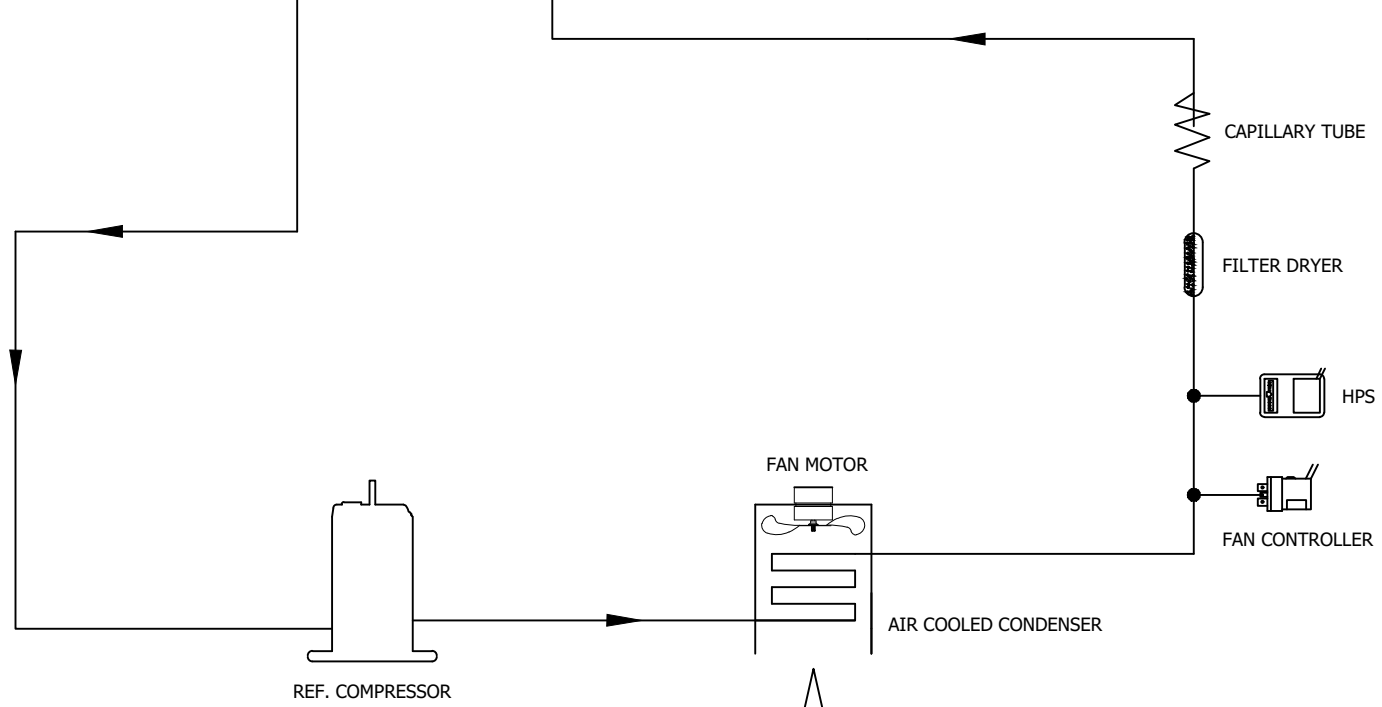 CAPILLARY TUBE
FILTER DRYER
HPS
FAN MOTOR
FAN CONTROLLER
AIR COOLED CONDENSER
REF. COMPRESSOR